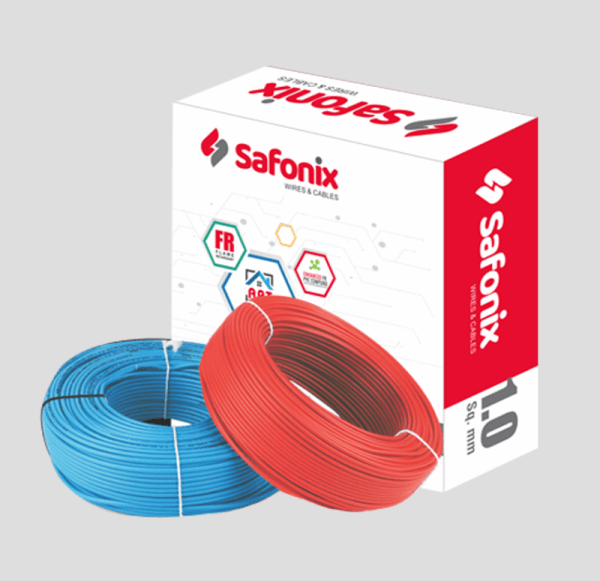 Safonix
WIRES & CABLES
Safonix
WIRES & CABLES
FR
FLAME
Safonix
WIRES & CABLES
1.0
Sq. mm